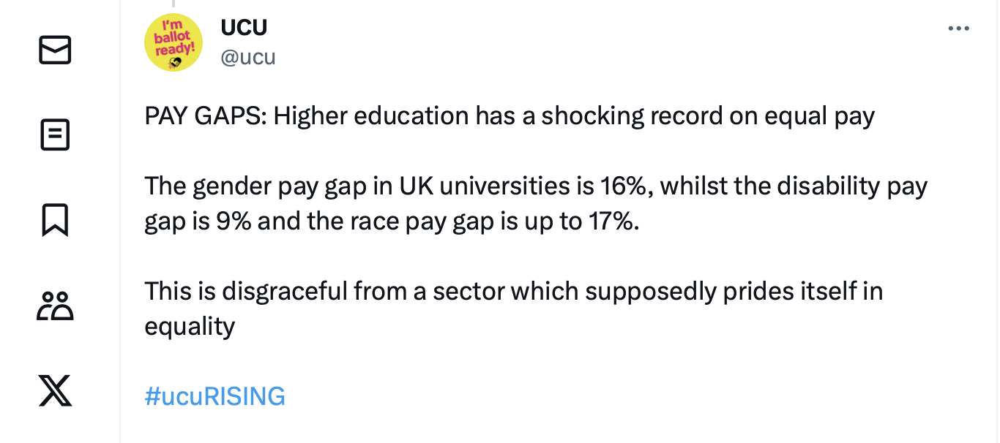 I'm
ballot
ready!
UCU
@ucu
PAY GAPS: Higher education has a shocking record on equal pay
The gender pay gap in UK universities is 16%, whilst the disability pay
gap is 9% and the race pay gap is up to 17%.
This is disgraceful from a sector which supposedly prides itself in
equality
#ucuRISING